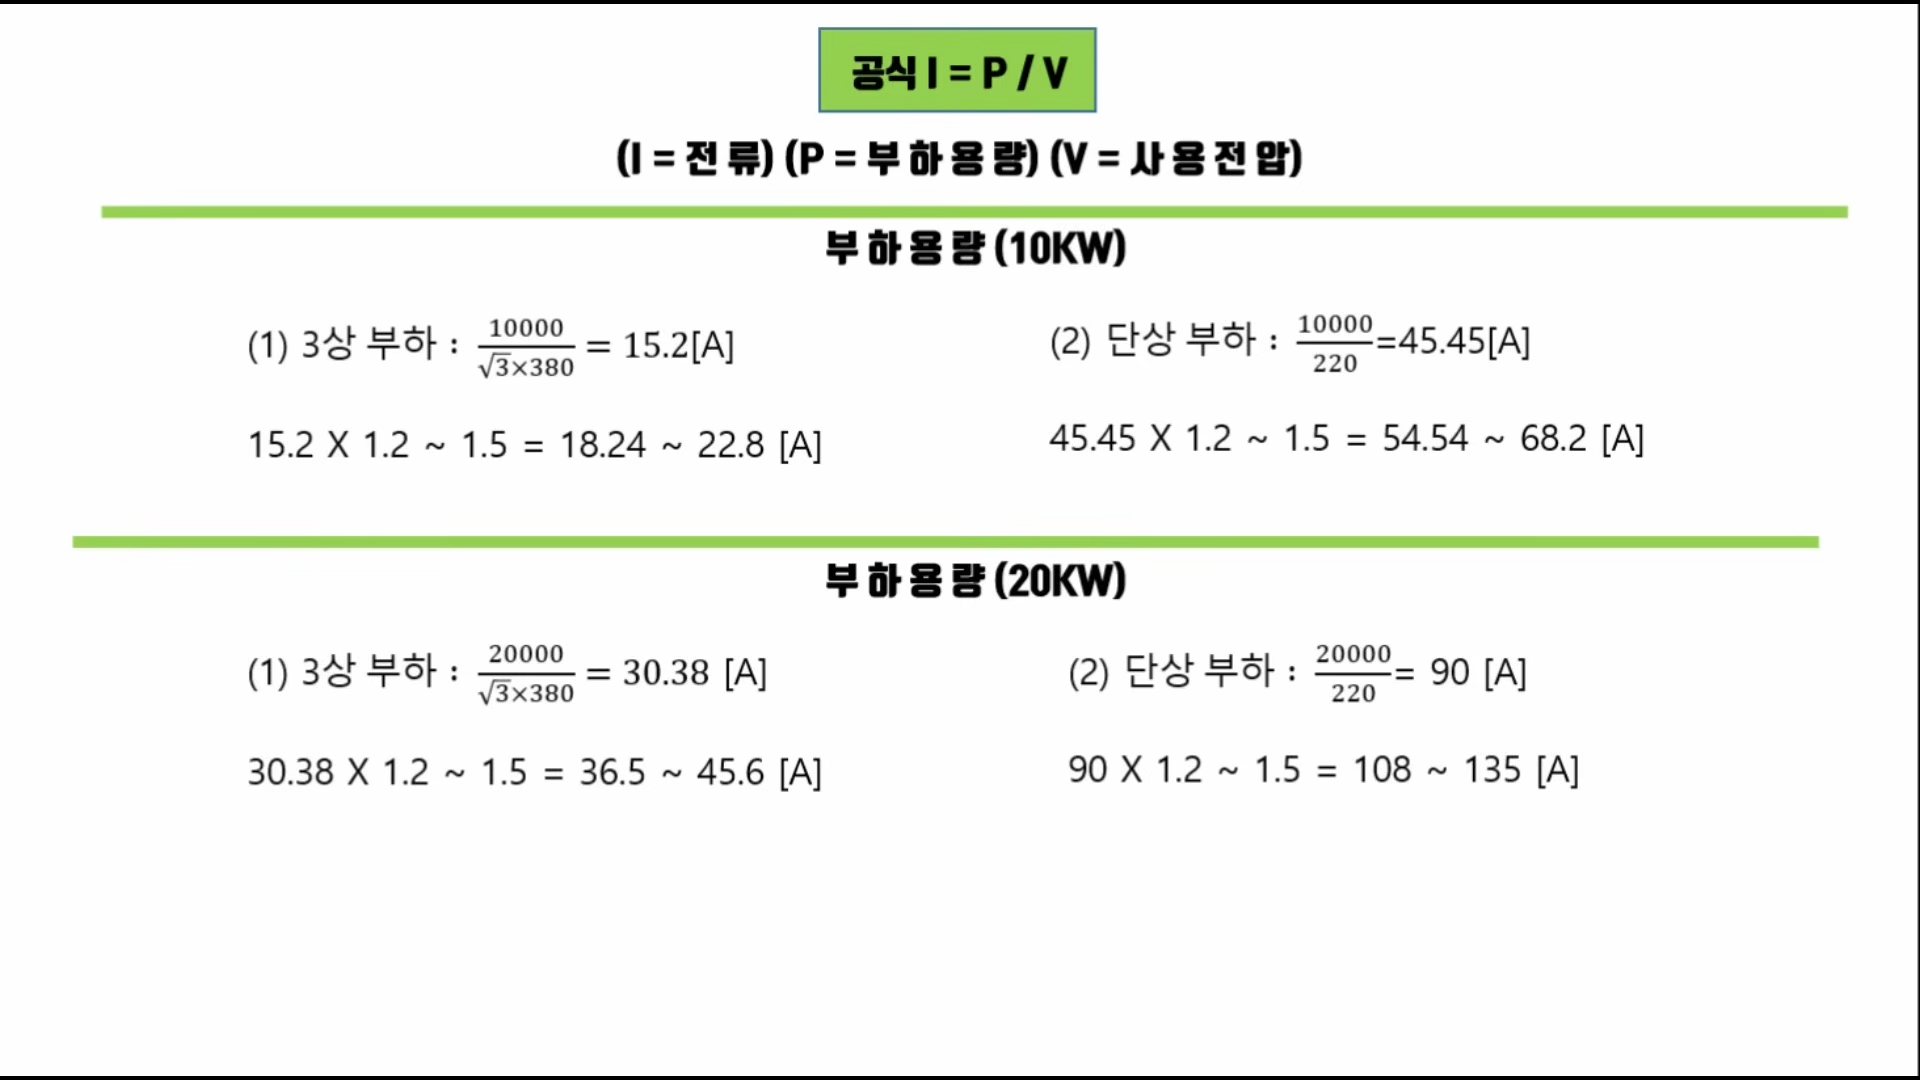 공식 I = P / V
(I = 전류) (P = 부하용량) (V = 사용전압)
부하용량 (10KW)
(1) 3상 부하 : 10000/√3×380 = 15.2[A]
(2) 단상 부하 : 10000/220=45.45[A]
15.2 X 1.2 ~ 1.5 = 18.24 ~ 22.8 [A]
45.45 X 1.2 ~ 1.5 = 54.54 ~ 68.2 [A]
부하용량 (20KW)
(1) 3상 부하 : 20000/√3×380 = 30.38 [A]
(2) 단상 부하 : 20000/220= 90 [A]
30.38 X 1.2 ~ 1.5 = 36.5 ~ 45.6 [A]
90 X 1.2 ~ 1.5 = 108 ~ 135 [A]